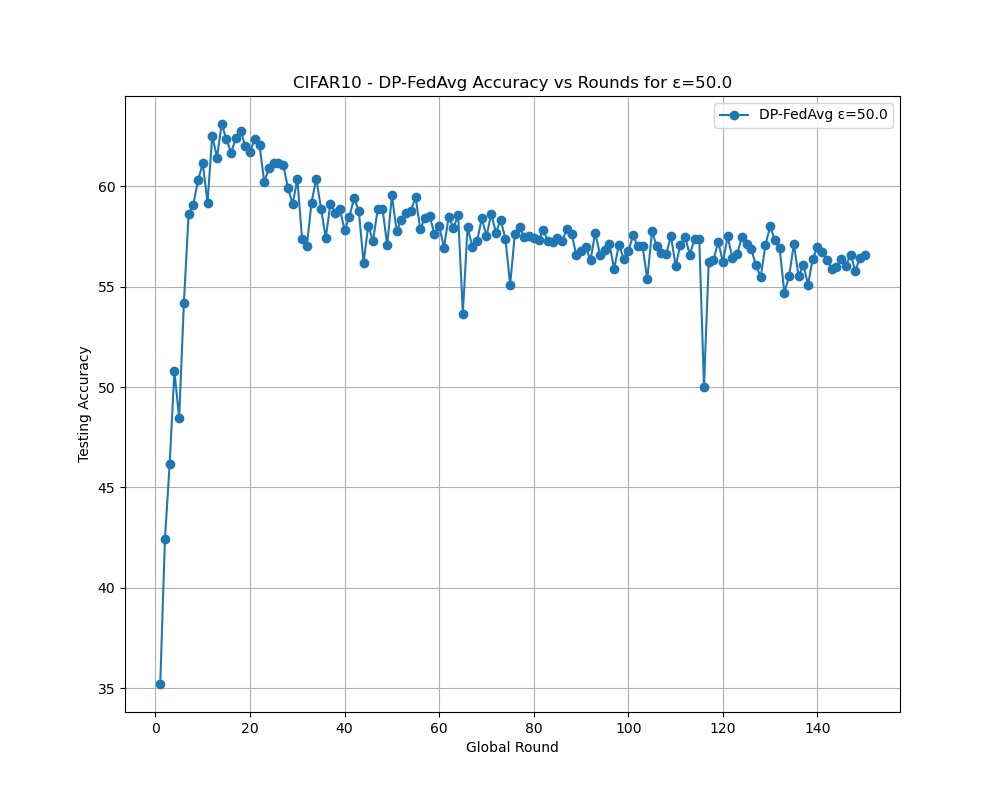 CIFAR10 - DP-FedAvg Accuracy vs Rounds for ε=50.0
DP-FedAvg ε=50.0
60
55
50
45
40
35
Testing Accuracy
0 20 40 60 80 100 120 140
Global Round